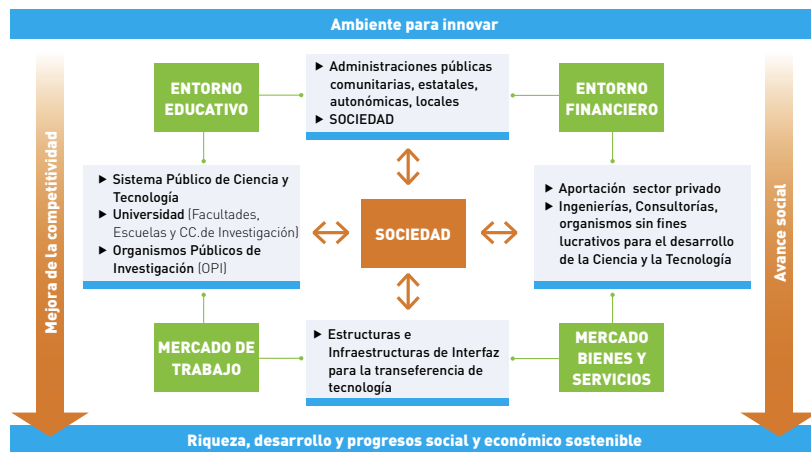 Ambiente para innovar
Mejora de la competitividad
ENTORNO
EDUCATIVO
▶ Administraciones públicas
comunitarias, estatales,
autonómicas, locales
▶ SOCIEDAD
ENTORNO
FINANCIERO
▶ Sistema Público de Ciencia y
Tecnología
▶ Universidad (Facultades,
Escuelas y CC.de Investigación)
▶ Organismos Públicos de
Investigación (OPI)
SOCIEDAD
▶ Aportación sector privado
▶ Ingenierías, Consultorías,
organismos sin fines
lucrativos para el desarrollo
de la Ciencia y la Tecnología
MERCADO DE
TRABAJO
▶ Estructuras e
Infraestructuras de Interfaz
para la transeferencia de
tecnología
MERCADO
BIENES Y
SERVICIOS
Avance social
Riqueza, desarrollo y progresos social y económico sostenible